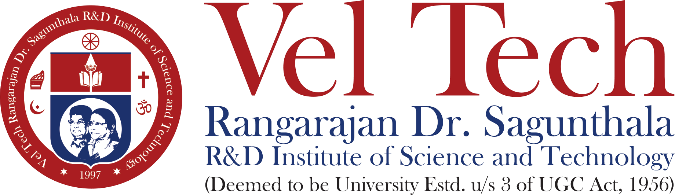 Vel Tech Rangarajan Dr. Sagunthala R&D Institute of Science and Technology
1997
Vel Tech
Rangarajan Dr. Sagunthala
R&D Institute of Science and Technology
(Deemed to be University Estd. u/s 3 of UGC Act, 1956)